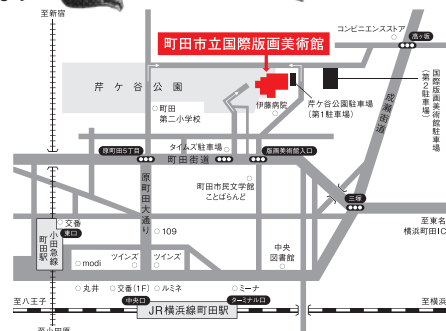 至新宿
コンビニエンスストア
高ヶ坂
町田市立国際版画美術館
芹ケ谷公園
国際版画美術館駐車場
（第2駐車場）
成瀬街道
芹ケ谷公園駐車場
（第1駐車場）
伊藤病院
町田
第二小学校
原町田5丁目
タイムズ駐車場
町田街道
版画美術館入口
町田市民文学館
ことばらんど
原町田大通り
三塚
至東名
横浜町田IC
交番
東口
小田急線
町田駅
109
中央
図書館
modi
ツインズ
ツインズ
丸井
交番(1F)
ルミネ
ミーナ
至八王子
中央口
ターミナル口
至横浜
JR横浜線町田駅
至小田原